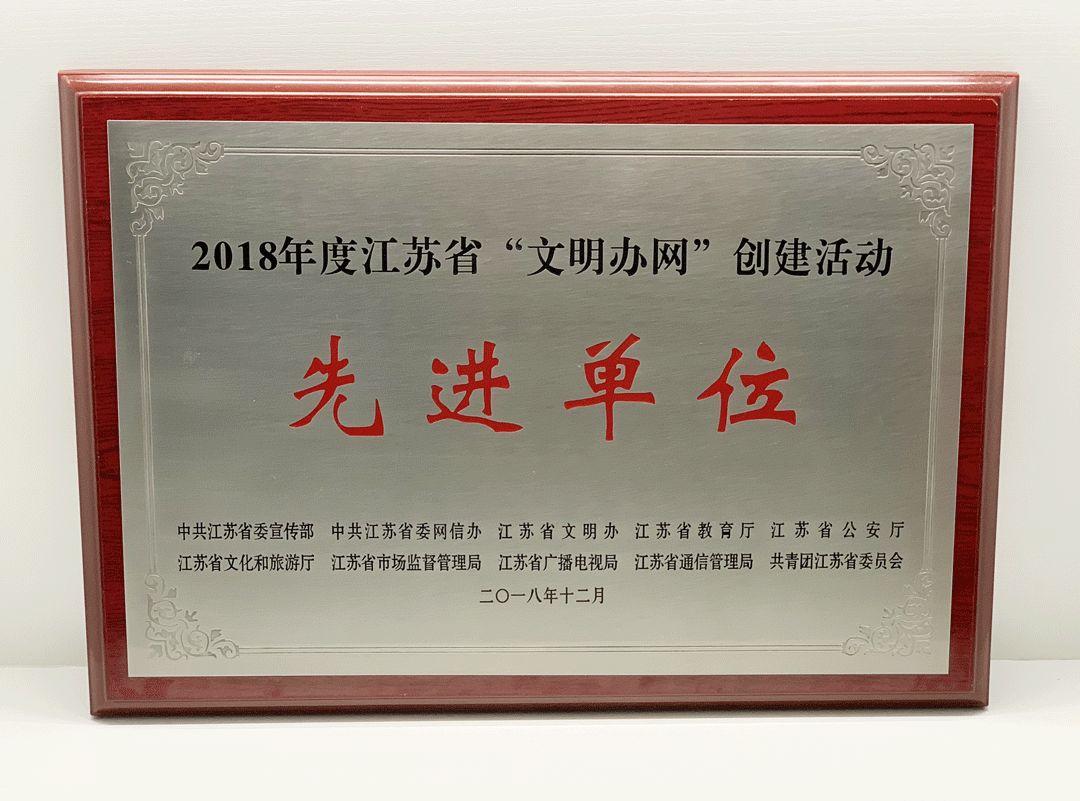 2018年度江苏省“文明办网”创建活动
先进单位
中共江苏省委宣传部 中共江苏省委网信办 江苏省文明办 江苏省教育厅 江苏省公安厅
江苏省文化和旅游厅 江苏省市场监督管理局 江苏省广播电视局 江苏省通信管理局 共青团江苏省委员会
二〇一八年十二月